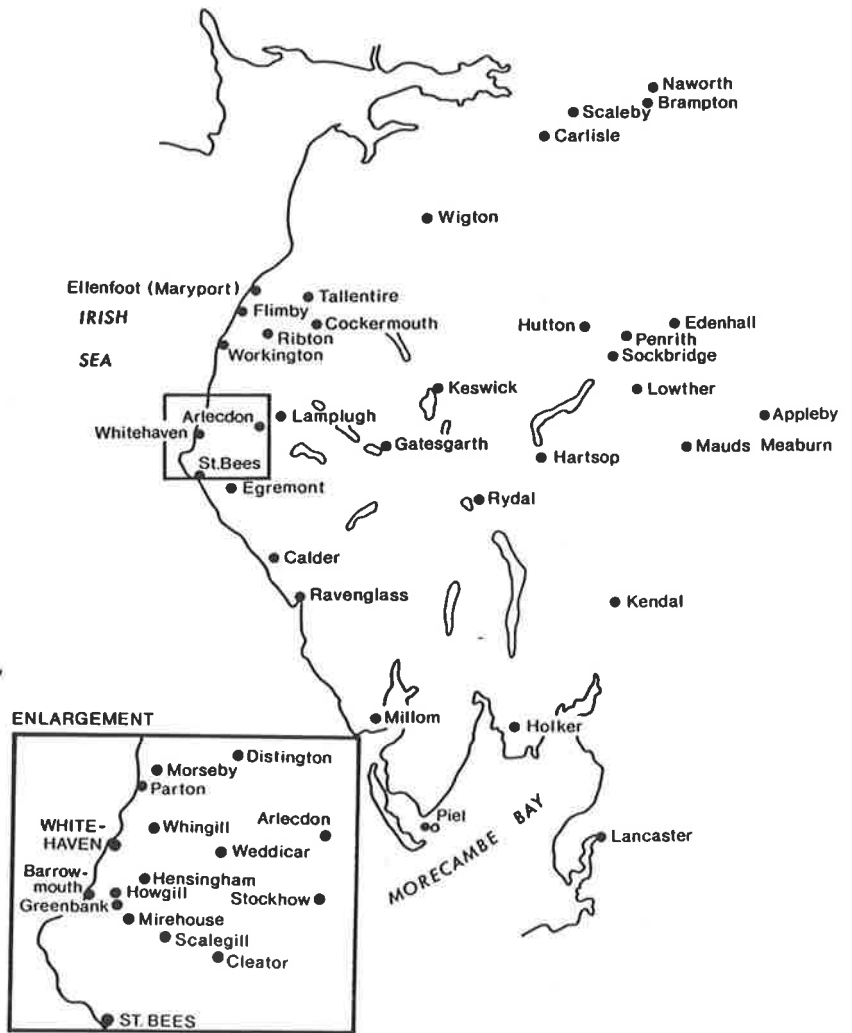 Naworth
Brampton
Scaleby
Carlisle
Wigton
Ellenfoot (Maryport)
Tallentire
IRISH
Flimby
Cockermouth
Hutton
Edenhall
Ribton
Penrith
Workington
SEA
Sockbridge
Keswick
Lowther
Arlecdon
Lamplugh
Appleby
Whitehaven
Gatesgarth
Mauds Meaburn
Hartsop
St.Bees
Egremont
Rydal
Calder
Ravenglass
Kendal
Millom
Holker
Piel
MORECAMBE BAY
Lancaster
ENLARGEMENT
Distington
Morseby
Parton
Arlecdon
WHITE-
HAVEN
Whingill
Weddicar
Barrow-
mouth
Hensingham
Howgill
Stockhow
Greenbank
Mirehouse
Scalegill
Cleator
ST. BEES